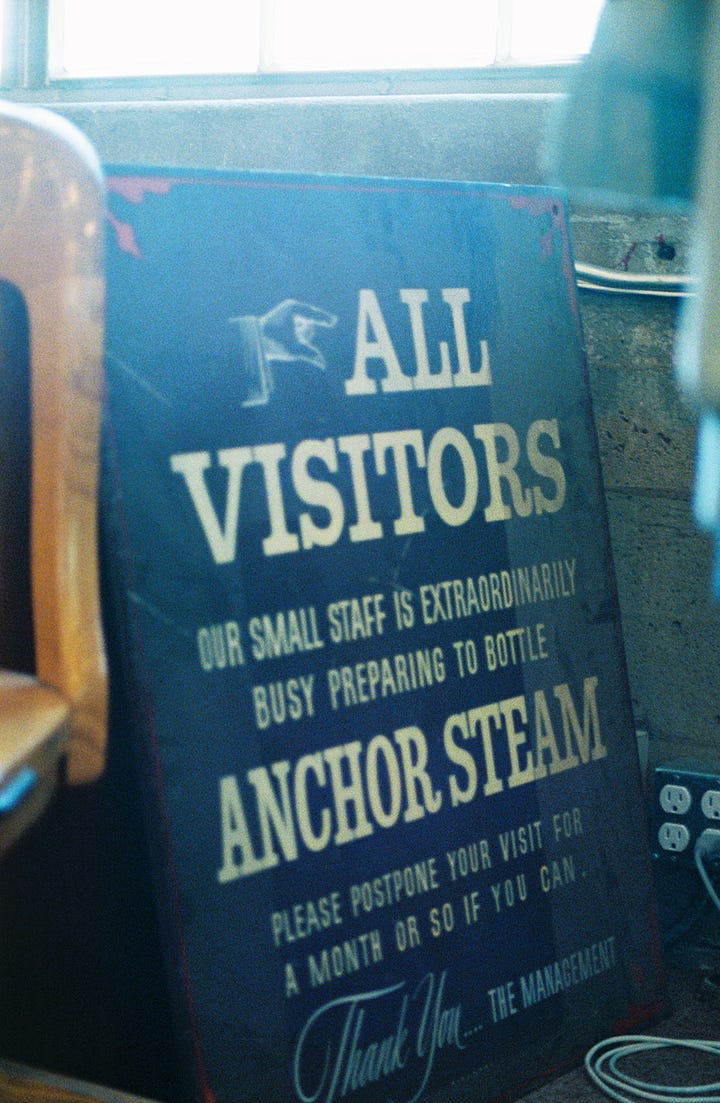 ALL
VISITORS
OUR SMALL STAFF IS EXTRAORDINARILY
BUSY PREPARING TO BOTTLE
ANCHOR STEAM
PLEASE POSTPONE YOUR VISIT FOR
A MONTH OR SO IF YOU CAN.
Thank You.... THE MANAGEMENT